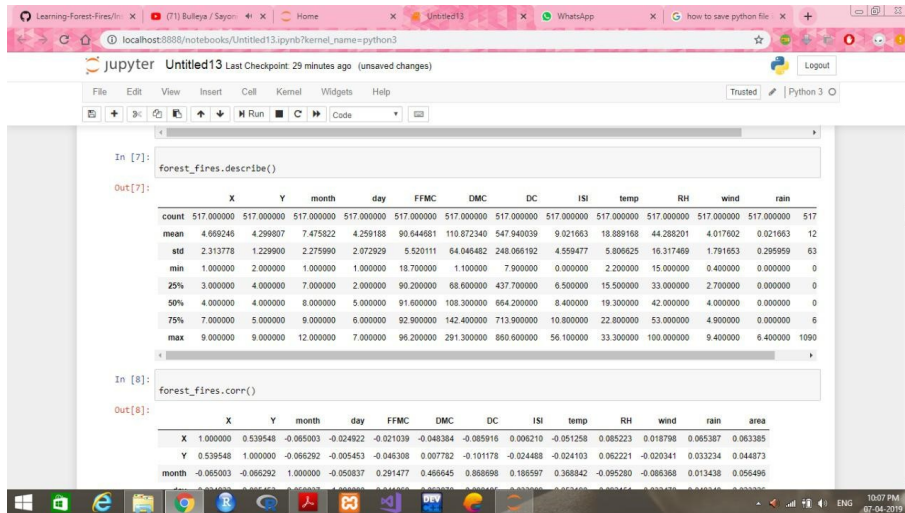 Learning-Forest-Fires/In
(71) Bulleya / Sayon
Home
Untitled13
WhatsApp
how to save python file
localhost:8888/notebooks/Untitled13.ipynb?kernel_name=python3
jupyter Untitled13 Last Checkpoint: 29 minutes ago (unsaved changes)
Logout
File Edit View Insert Cell Kernel Widgets Help
Trusted Python 3
Run Code
In [7]:
forest_fires.describe()
Out[7]:
X Y month day FFMC DMC DC ISI temp RH wind rain
count 517.000000 517.000000 517.000000 517.000000 517.000000 517.000000 517.000000 517.000000 517.000000 517.000000 517.000000 517.000000 517
mean 4.669246 4.299807 7.475822 4.259188 90.644681 110.872340 547.940039 9.021663 18.889168 44.288201 4.017602 0.021663 12
std 2.313778 1.229900 2.275990 2.072929 5.520111 64.046482 248.066192 4.559477 5.806625 16.317469 1.791653 0.295959 63
min 1.000000 2.000000 1.000000 1.000000 18.700000 1.100000 7.900000 0.000000 2.200000 15.000000 0.400000 0.000000 0
25% 3.000000 4.000000 7.000000 2.000000 90.200000 68.600000 437.700000 6.500000 15.500000 33.000000 2.700000 0.000000 0
50% 4.000000 4.000000 8.000000 5.000000 91.600000 108.300000 664.200000 8.400000 19.300000 42.000000 4.000000 0.000000 0
75% 7.000000 5.000000 9.000000 6.000000 92.900000 142.400000 713.900000 10.800000 22.800000 53.000000 4.900000 0.000000 6
max 9.000000 9.000000 12.000000 7.000000 96.200000 291.300000 860.600000 56.100000 33.300000 100.000000 9.400000 6.400000 1090
In [8]:
forest_fires.corr()
Out[8]:
X Y month day FFMC DMC DC ISI temp RH wind rain area
X 1.000000 0.539548 -0.065003 -0.024922 -0.021039 -0.048384 -0.085916 0.006210 -0.051258 0.085223 0.018798 0.065387 0.063385
Y 0.539548 1.000000 -0.066292 -0.005453 -0.046308 0.007782 -0.101178 -0.024488 -0.024103 0.062221 -0.020341 0.033234 0.044873
month -0.065003 -0.066292 1.000000 -0.050837 0.291477 0.466645 0.868698 0.186597 0.368842 -0.095280 -0.086368 0.013438 0.056496
DEV
ENG
10:07 PM
07-04-2019